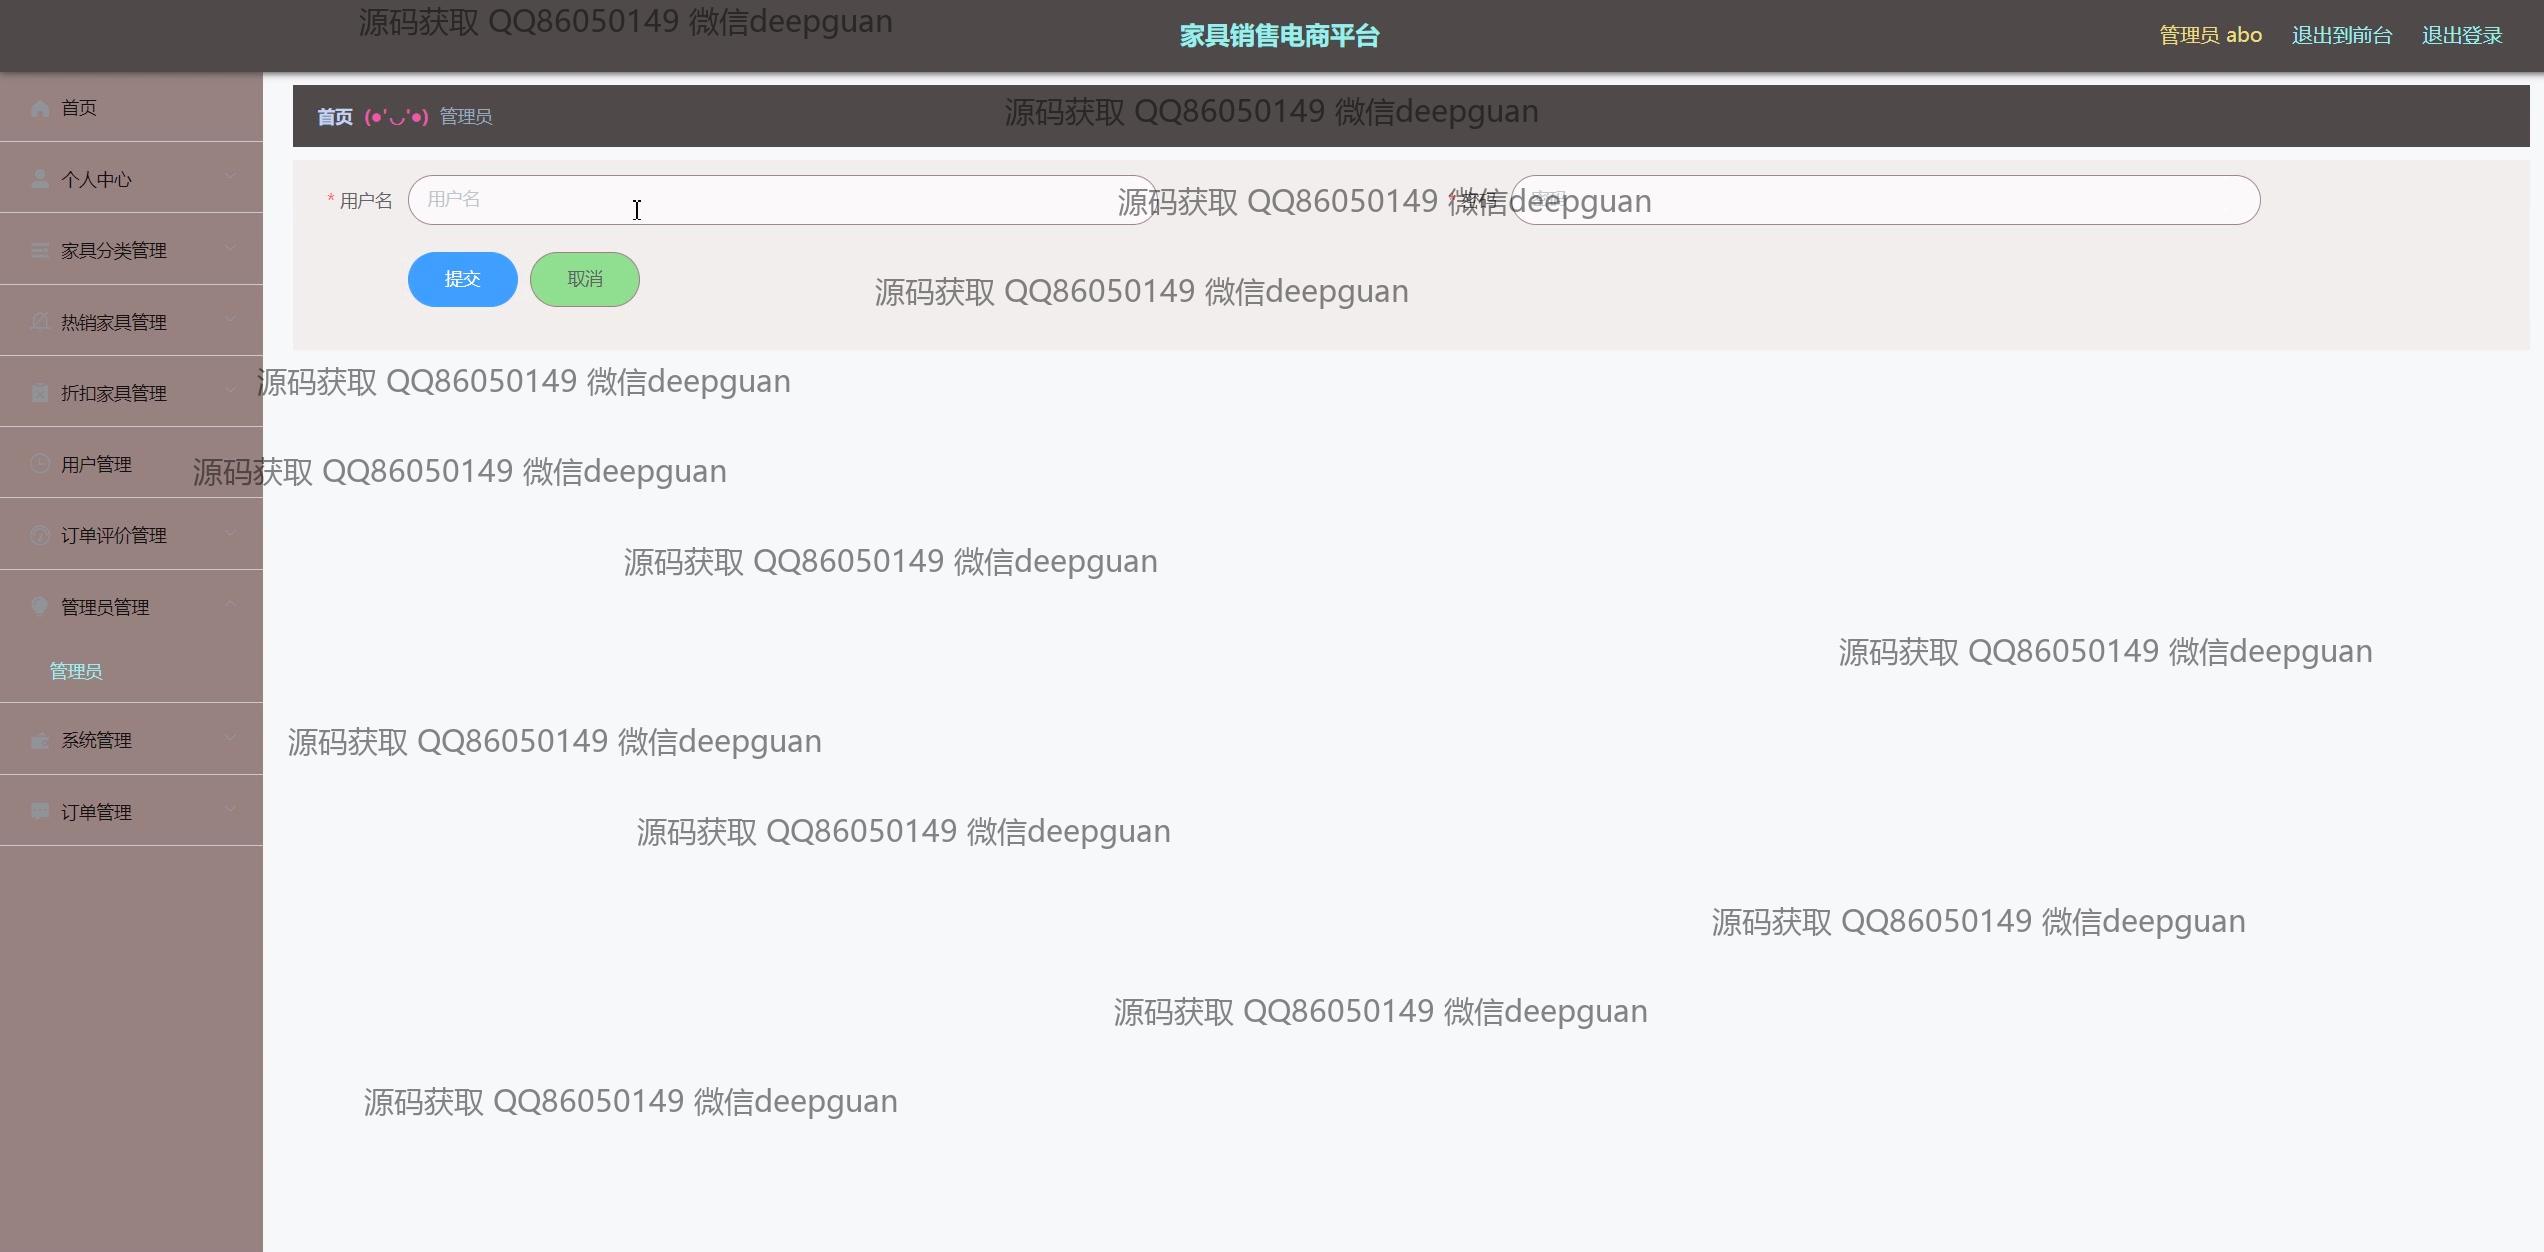 源码获取 QQ86050149 微信deepguan
家具销售电商平台
管理员 abo
退出到前台
退出登录
首页
首页 (●'◡'●) 管理员
源码获取 QQ86050149 微信deepguan
个人中心
* 用户名
用户名
源码获取 QQ86050149 微信deepguan
* 密码
密码
家具分类管理
提交
取消
源码获取 QQ86050149 微信deepguan
热销家具管理
折扣家具管理
源码获取 QQ86050149 微信deepguan
用户管理
源码获取 QQ86050149 微信deepguan
订单评价管理
源码获取 QQ86050149 微信deepguan
管理员管理
源码获取 QQ86050149 微信deepguan
管理员
系统管理
源码获取 QQ86050149 微信deepguan
订单管理
源码获取 QQ86050149 微信deepguan
源码获取 QQ86050149 微信deepguan
源码获取 QQ86050149 微信deepguan
源码获取 QQ86050149 微信deepguan